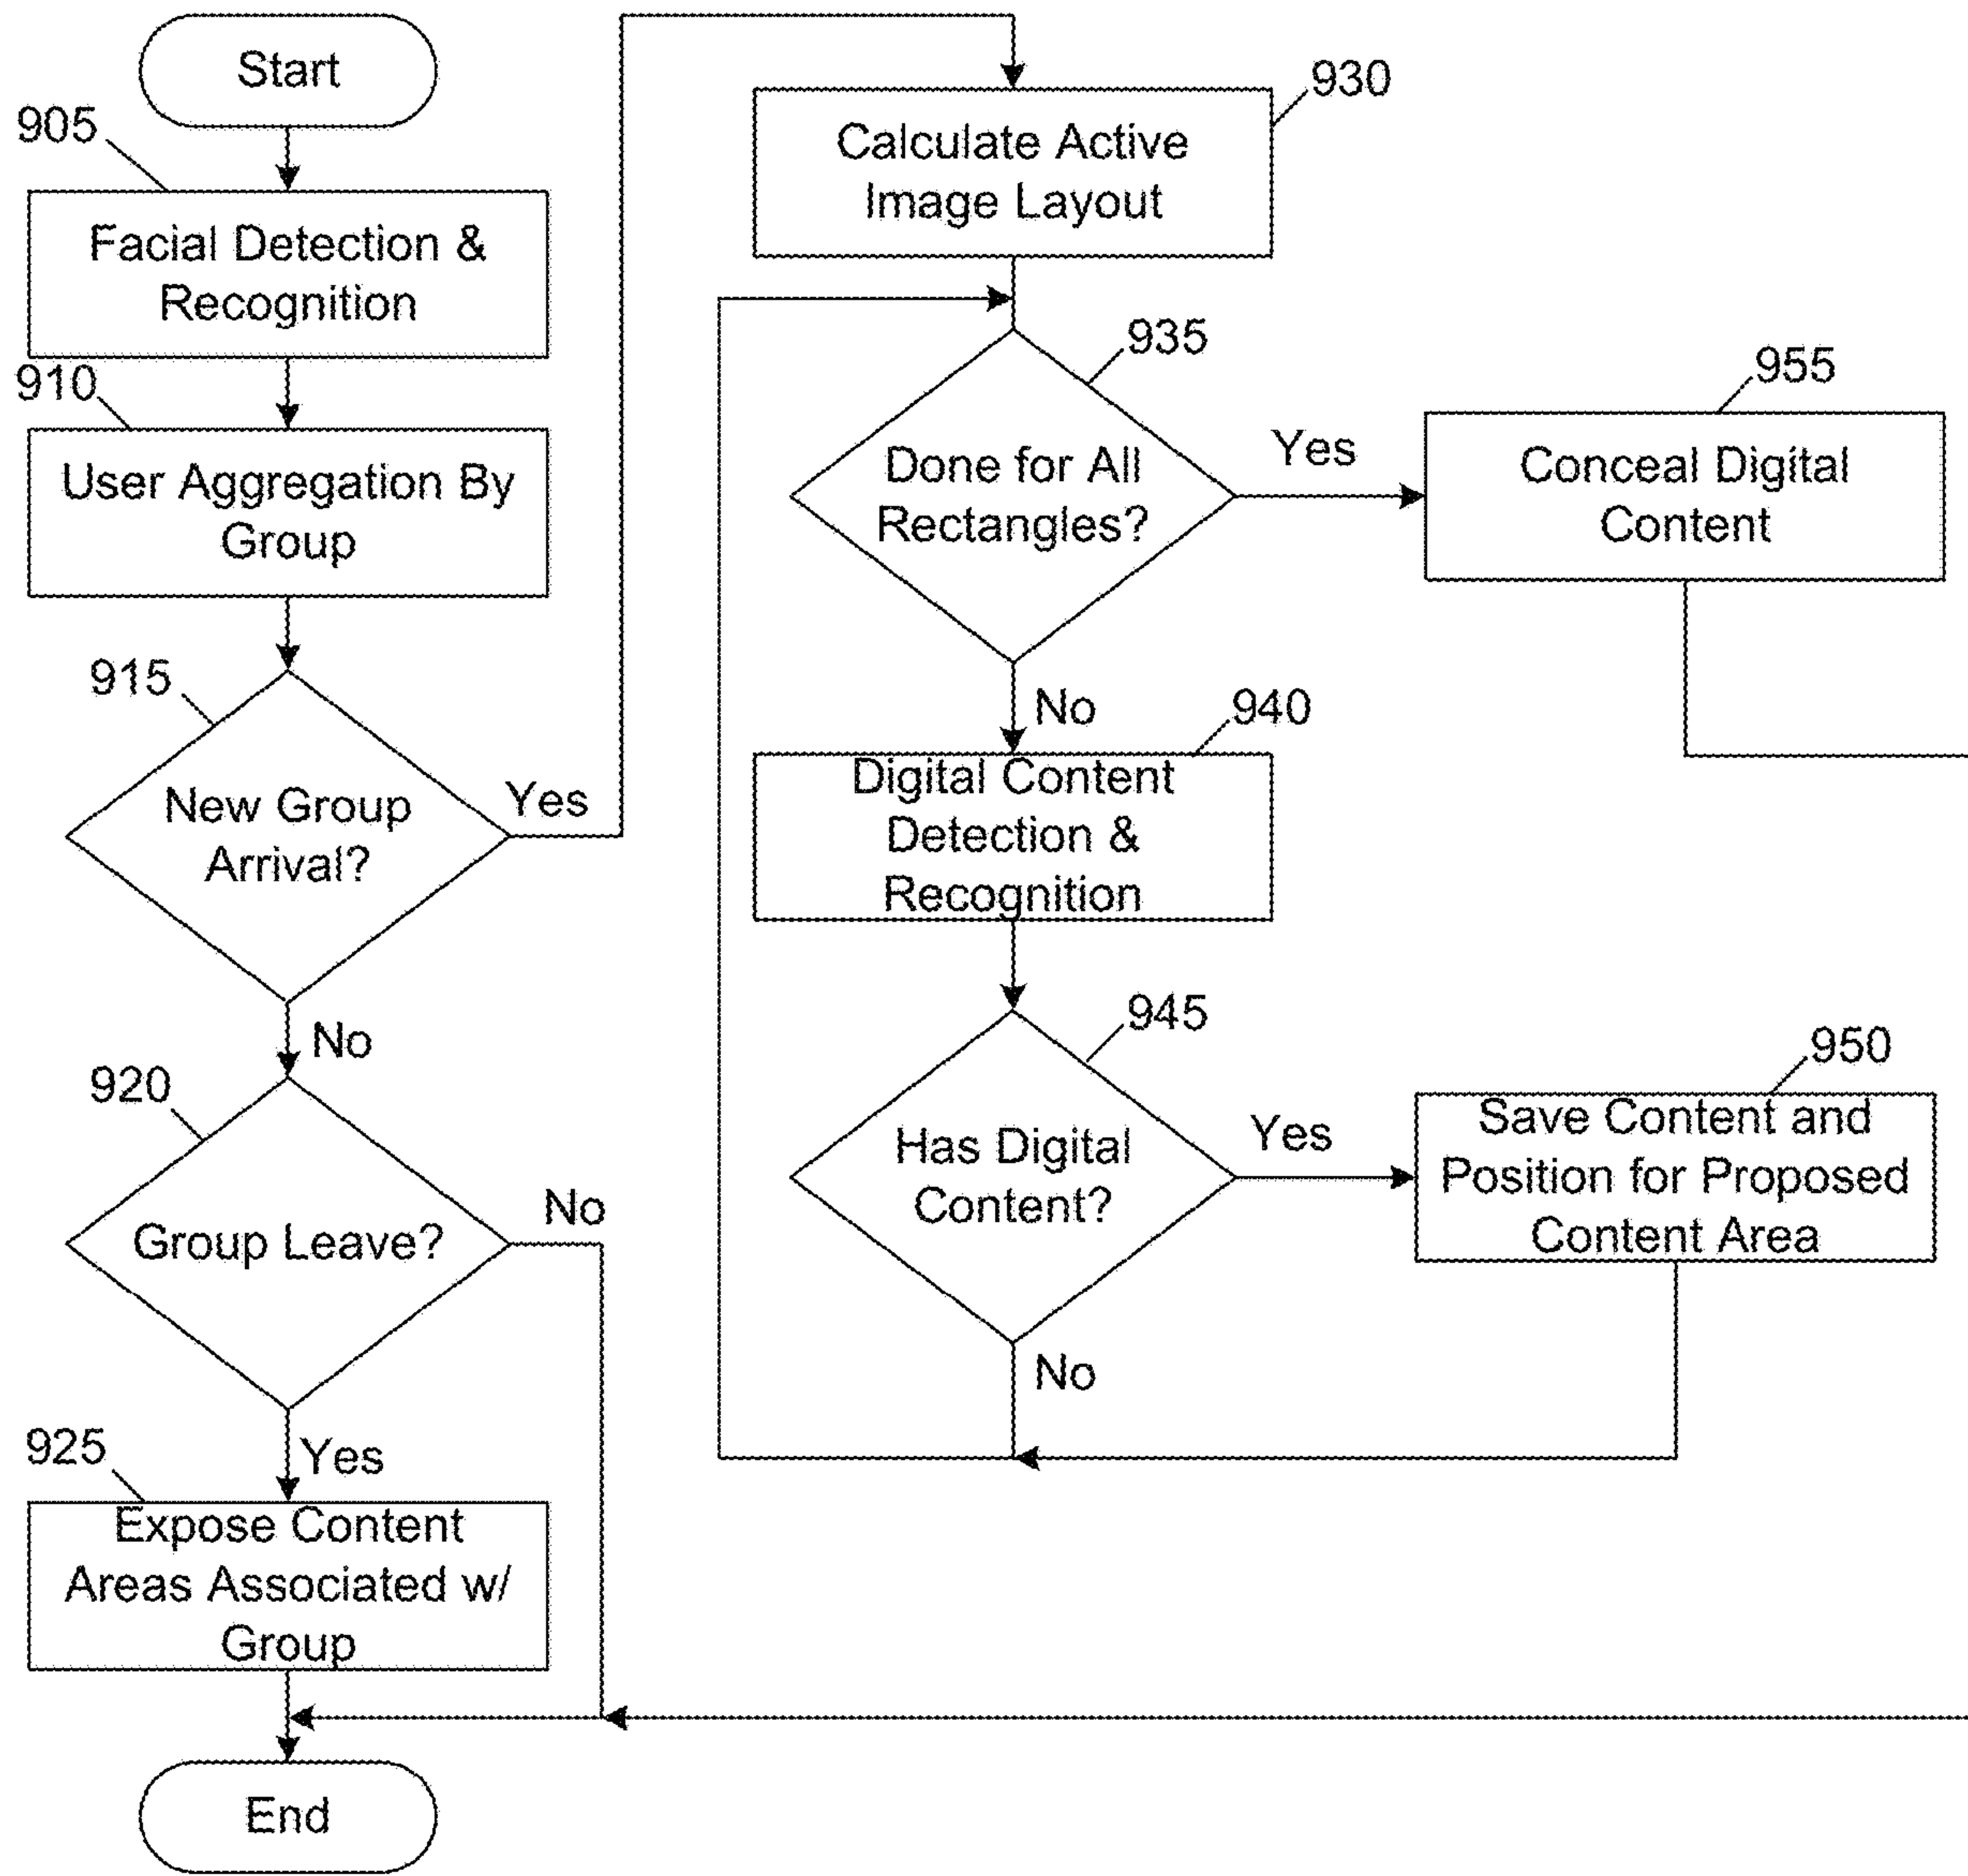 Start
905
Facial Detection &
Recognition
910
User Aggregation By
Group
915
New Group
Arrival?
Yes
No
920
Group Leave?
No
Yes
925
Expose Content
Areas Associated w/
Group
End
930
Calculate Active
Image Layout
935
Done for All
Rectangles?
Yes
955
Conceal Digital
Content
No
940
Digital Content
Detection &
Recognition
945
Has Digital
Content?
Yes
950
Save Content and
Position for Proposed
Content Area
No